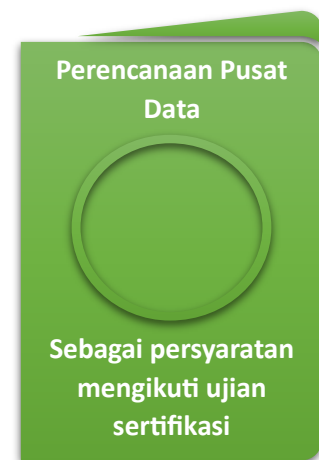 Perencanaan Pusat
Data
Sebagai persyaratan
mengikuti ujian
sertifikasi